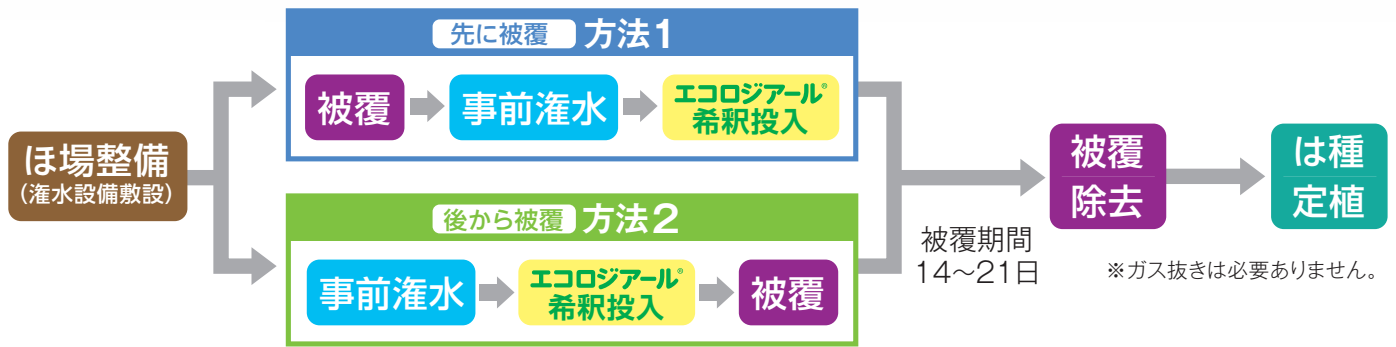 ほ場整備
（潅水設備敷設）
先に被覆 方法1
被覆
事前潅水
エコロジアール®
希釈投入
後から被覆 方法2
事前潅水
エコロジアール®
希釈投入
被覆
被覆期間
14〜21日
被覆
除去
は種
定植
※ガス抜きは必要ありません。